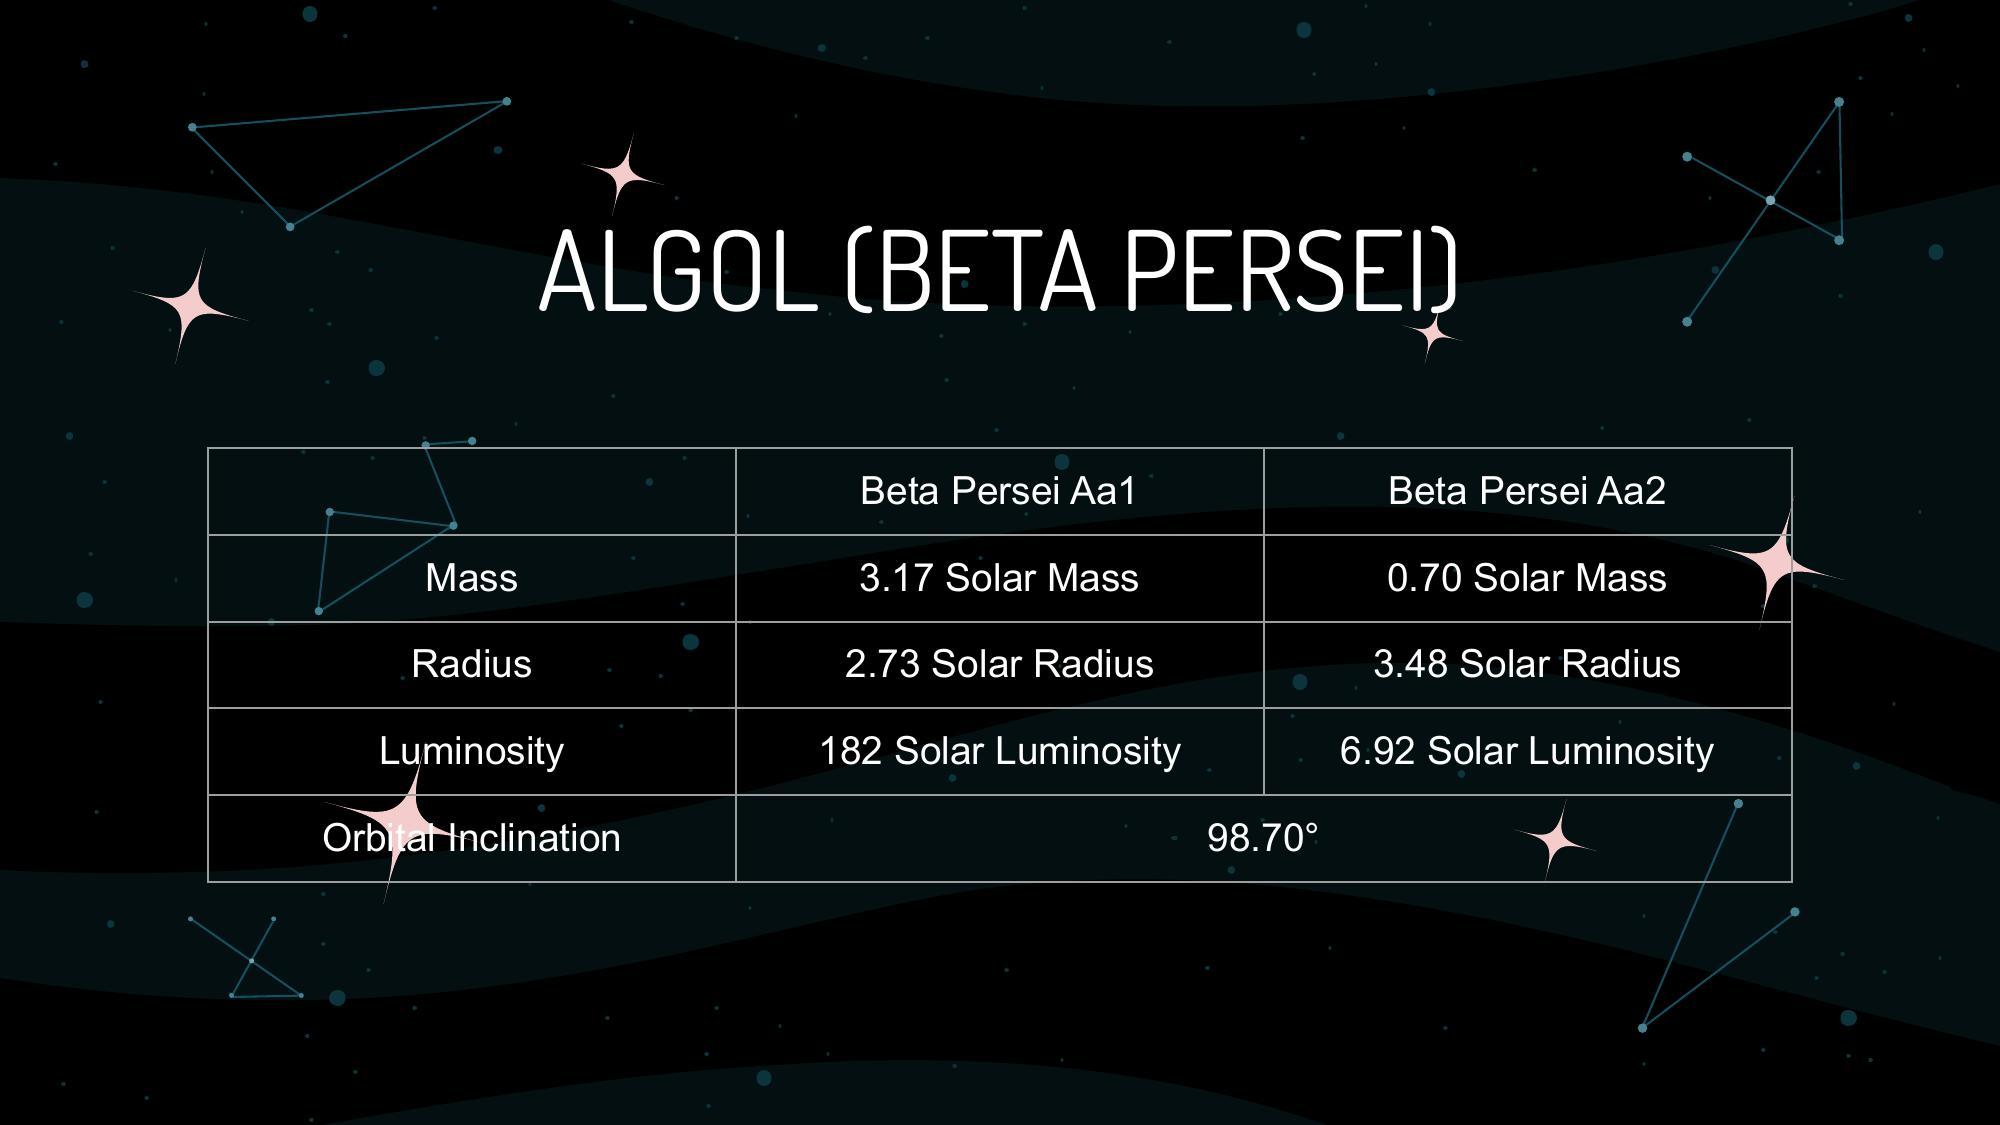 ALGOL (BETA PERSEI)
Beta Persei Aa1 Beta Persei Aa2
Mass 3.17 Solar Mass 0.70 Solar Mass
Radius 2.73 Solar Radius 3.48 Solar Radius
Luminosity 182 Solar Luminosity 6.92 Solar Luminosity
Orbital Inclination 98.70°